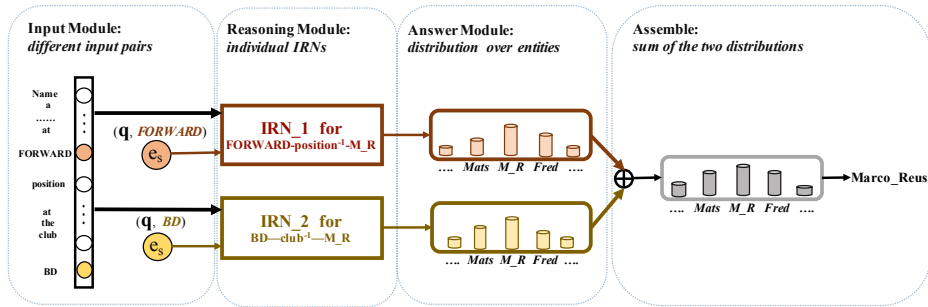 Input Module:
different input pairs
Name
a
......
at
FORWARD
position
at
the
club
BD
(q, FORWARD)
e_s
(q, BD)
e_s
Reasoning Module:
individual IRNs
IRN_1 for
FORWARD-position⁻¹-M_R
IRN_2 for
BD—club⁻¹—M_R
Answer Module:
distribution over entities
.... Mats M_R Fred ....
.... Mats M_R Fred ....
Assemble:
sum of the two distributions
.... Mats M_R Fred ....
Marco_Reus